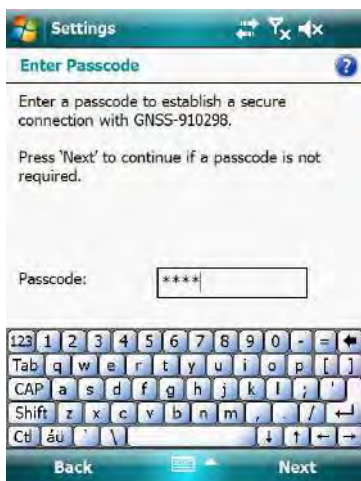 Settings
Enter Passcode
Enter a passcode to establish a secure
connection with GNSS-910298.
Press 'Next' to continue if a passcode is not
required.
Passcode: ****
123 1 2 3 4 5 6 7 8 9 0 - =
Tab q w e r t y u i o p [ ]
CAP a s d f g h j k l ; '
Shift z x c v b n m , . /
Ctl áü ` \
Back Next